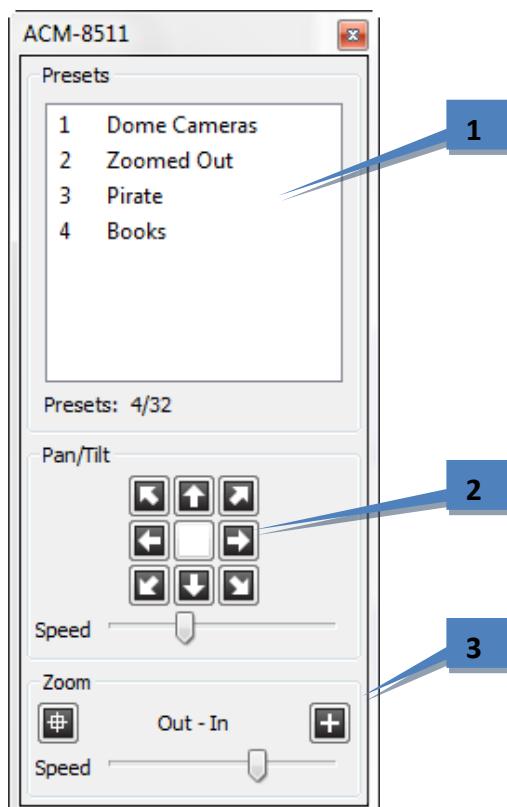 ACM-8511
Presets
1 Dome Cameras
2 Zoomed Out
3 Pirate
4 Books
1
Presets: 4/32
Pan/Tilt
2
Speed
3
Zoom
Out - In
Speed